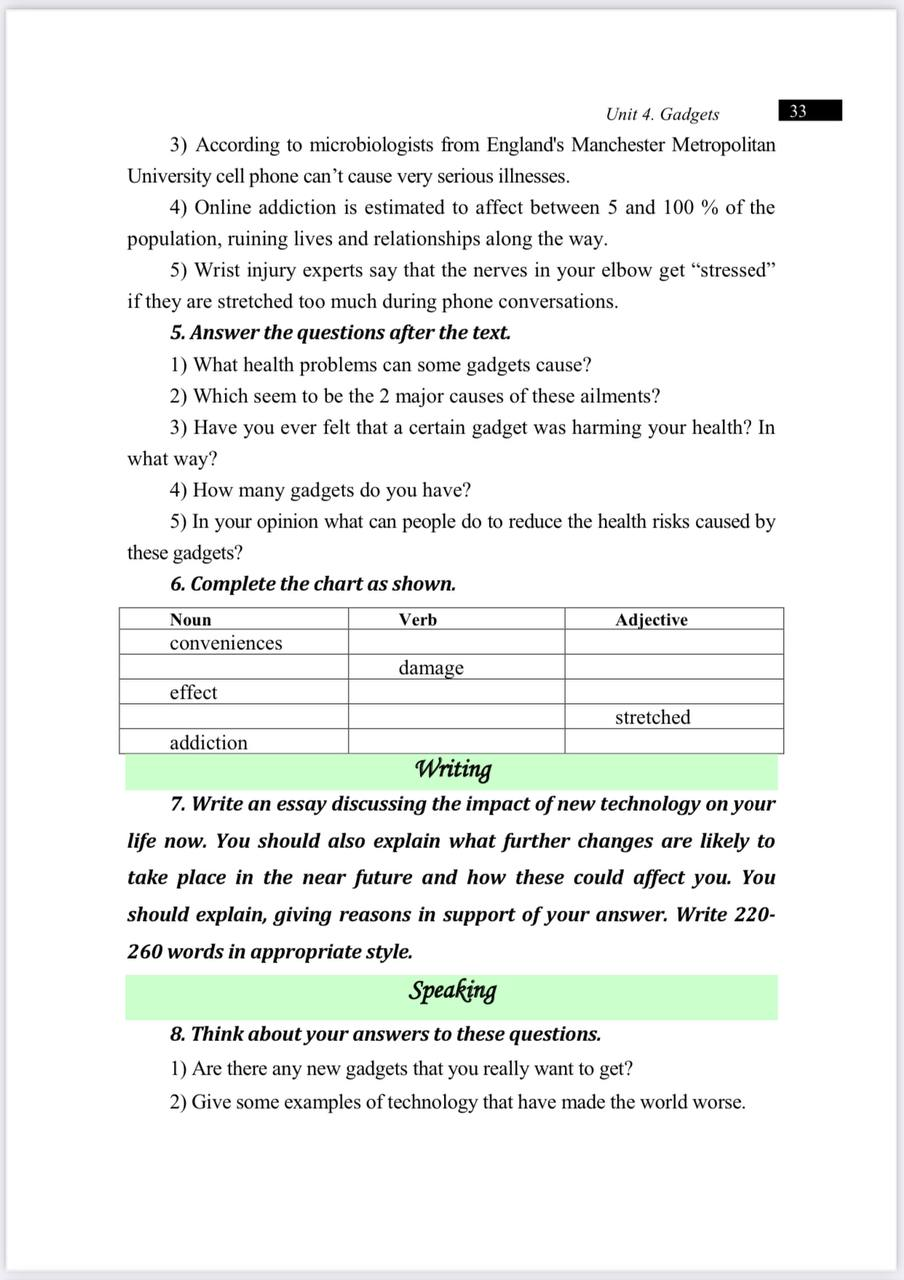 Unit 4. Gadgets 33
3) According to microbiologists from England's Manchester Metropolitan
University cell phone can’t cause very serious illnesses.
4) Online addiction is estimated to affect between 5 and 100 % of the
population, ruining lives and relationships along the way.
5) Wrist injury experts say that the nerves in your elbow get “stressed”
if they are stretched too much during phone conversations.
5. Answer the questions after the text.
1) What health problems can some gadgets cause?
2) Which seem to be the 2 major causes of these ailments?
3) Have you ever felt that a certain gadget was harming your health? In
what way?
4) How many gadgets do you have?
5) In your opinion what can people do to reduce the health risks caused by
these gadgets?
6. Complete the chart as shown.
Noun Verb Adjective
conveniences
damage
effect
stretched
addiction
Writing
7. Write an essay discussing the impact of new technology on your
life now. You should also explain what further changes are likely to
take place in the near future and how these could affect you. You
should explain, giving reasons in support of your answer. Write 220-
260 words in appropriate style.
Speaking
8. Think about your answers to these questions.
1) Are there any new gadgets that you really want to get?
2) Give some examples of technology that have made the world worse.